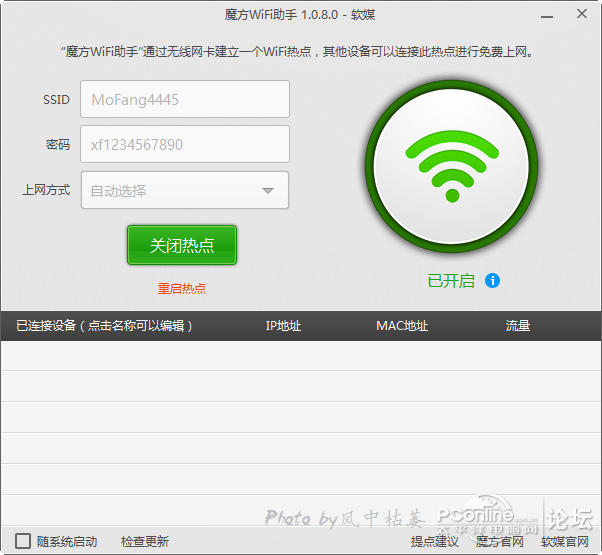 魔方WiFi助手 1.0.8.0 - 软媒
“魔方WiFi助手”通过无线网卡建立一个WiFi热点，其他设备可以连接此热点进行免费上网。
SSID MoFang4445
密码 xf1234567890
上网方式 自动选择
关闭热点
重启热点
已开启 i
已连接设备（点击名称可以编辑） IP地址 MAC地址 流量
Photo by风中枯萎
PConline .com.cn 论坛
太平洋电脑网
随系统启动 检查更新 提点建议 魔方官网 软媒官网